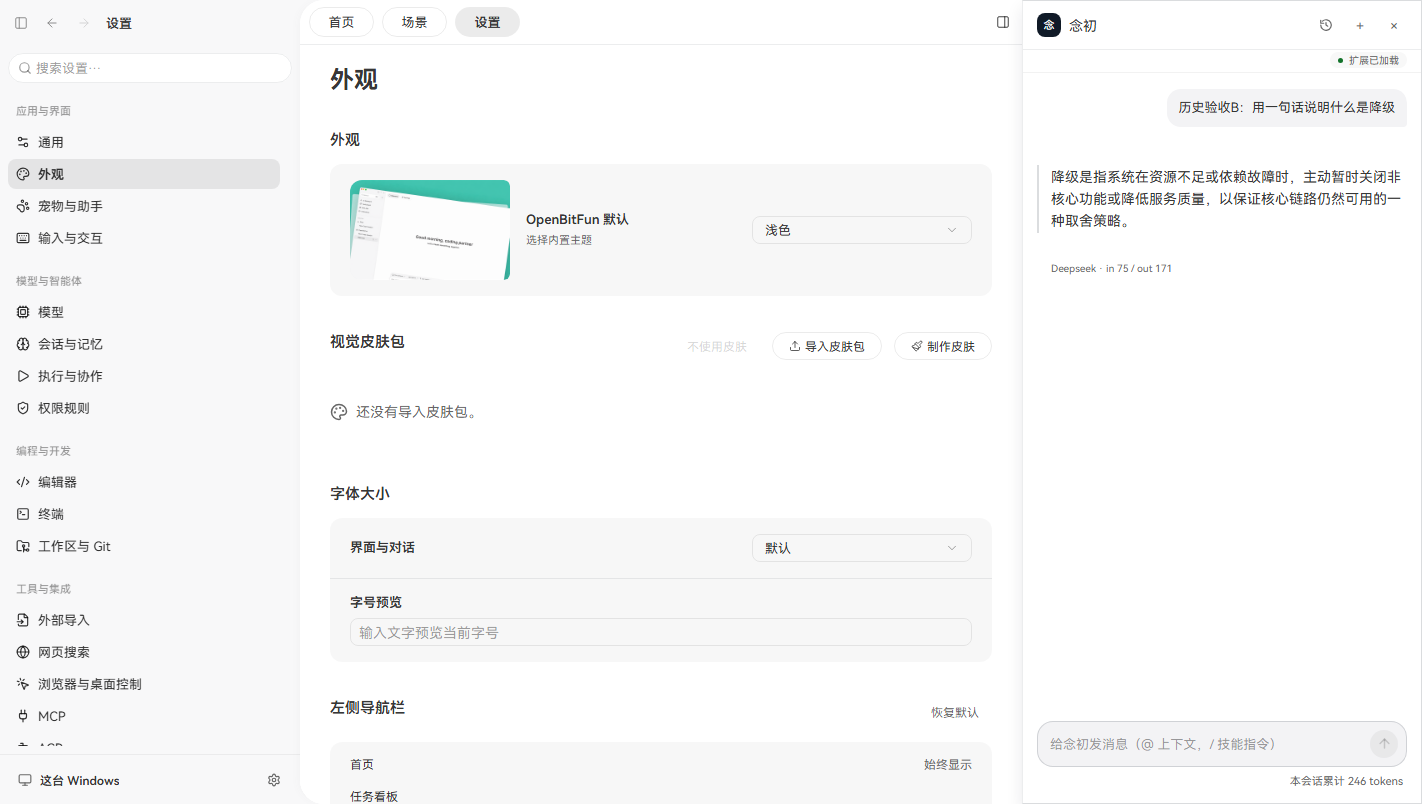 设置
搜索设置…
应用与界面
通用
外观
宠物与助手
输入与交互
模型与智能体
模型
会话与记忆
执行与协作
权限规则
编程与开发
编辑器
终端
工作区与 Git
工具与集成
外部导入
网页搜索
浏览器与桌面控制
MCP
这台 Windows
首页
场景
设置
外观
外观
OpenBitFun 默认
选择内置主题
浅色
视觉皮肤包
不使用皮肤
导入皮肤包
制作皮肤
还没有导入皮肤包。
字体大小
界面与对话
默认
字号预览
输入文字预览当前字号
左侧导航栏
恢复默认
首页
始终显示
任务看板
念 念初
扩展已加载
历史验收B：用一句话说明什么是降级
降级是指系统在资源不足或依赖故障时，主动暂时关闭非
核心功能或降低服务质量，以保证核心链路仍然可用的一
种取舍策略。
Deepseek · in 75 / out 171
给念初发消息（@ 上下文，/ 技能指令）
本会话累计 246 tokens